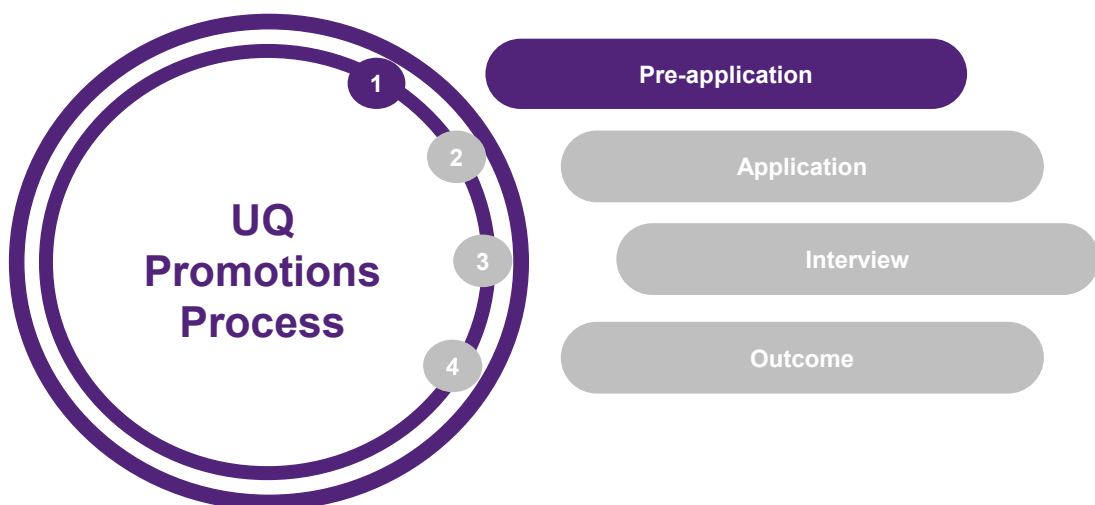 UQ
Promotions
Process
1
Pre-application
2
Application
3
Interview
4
Outcome